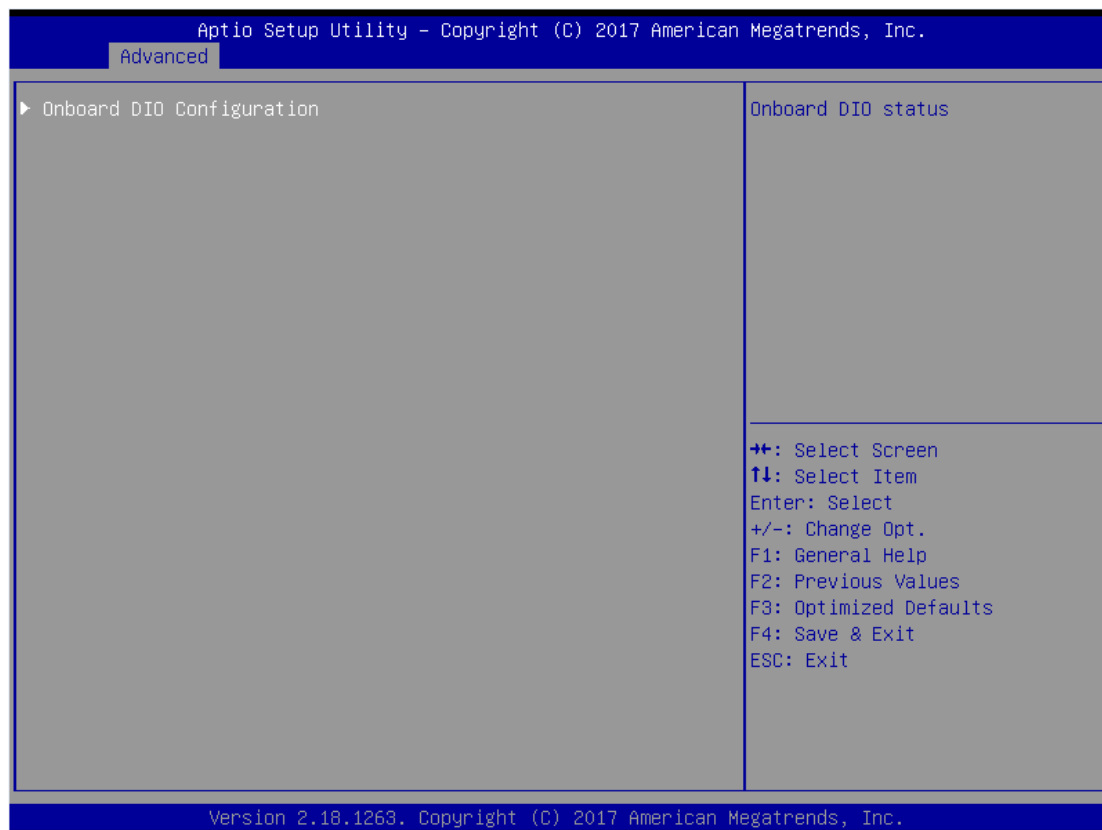 Aptio Setup Utility – Copyright (C) 2017 American Megatrends, Inc.
Advanced
▶ Onboard DIO Configuration
Onboard DIO status
→←: Select Screen
↑↓: Select Item
Enter: Select
+/-: Change Opt.
F1: General Help
F2: Previous Values
F3: Optimized Defaults
F4: Save & Exit
ESC: Exit
Version 2.18.1263. Copyright (C) 2017 American Megatrends, Inc.